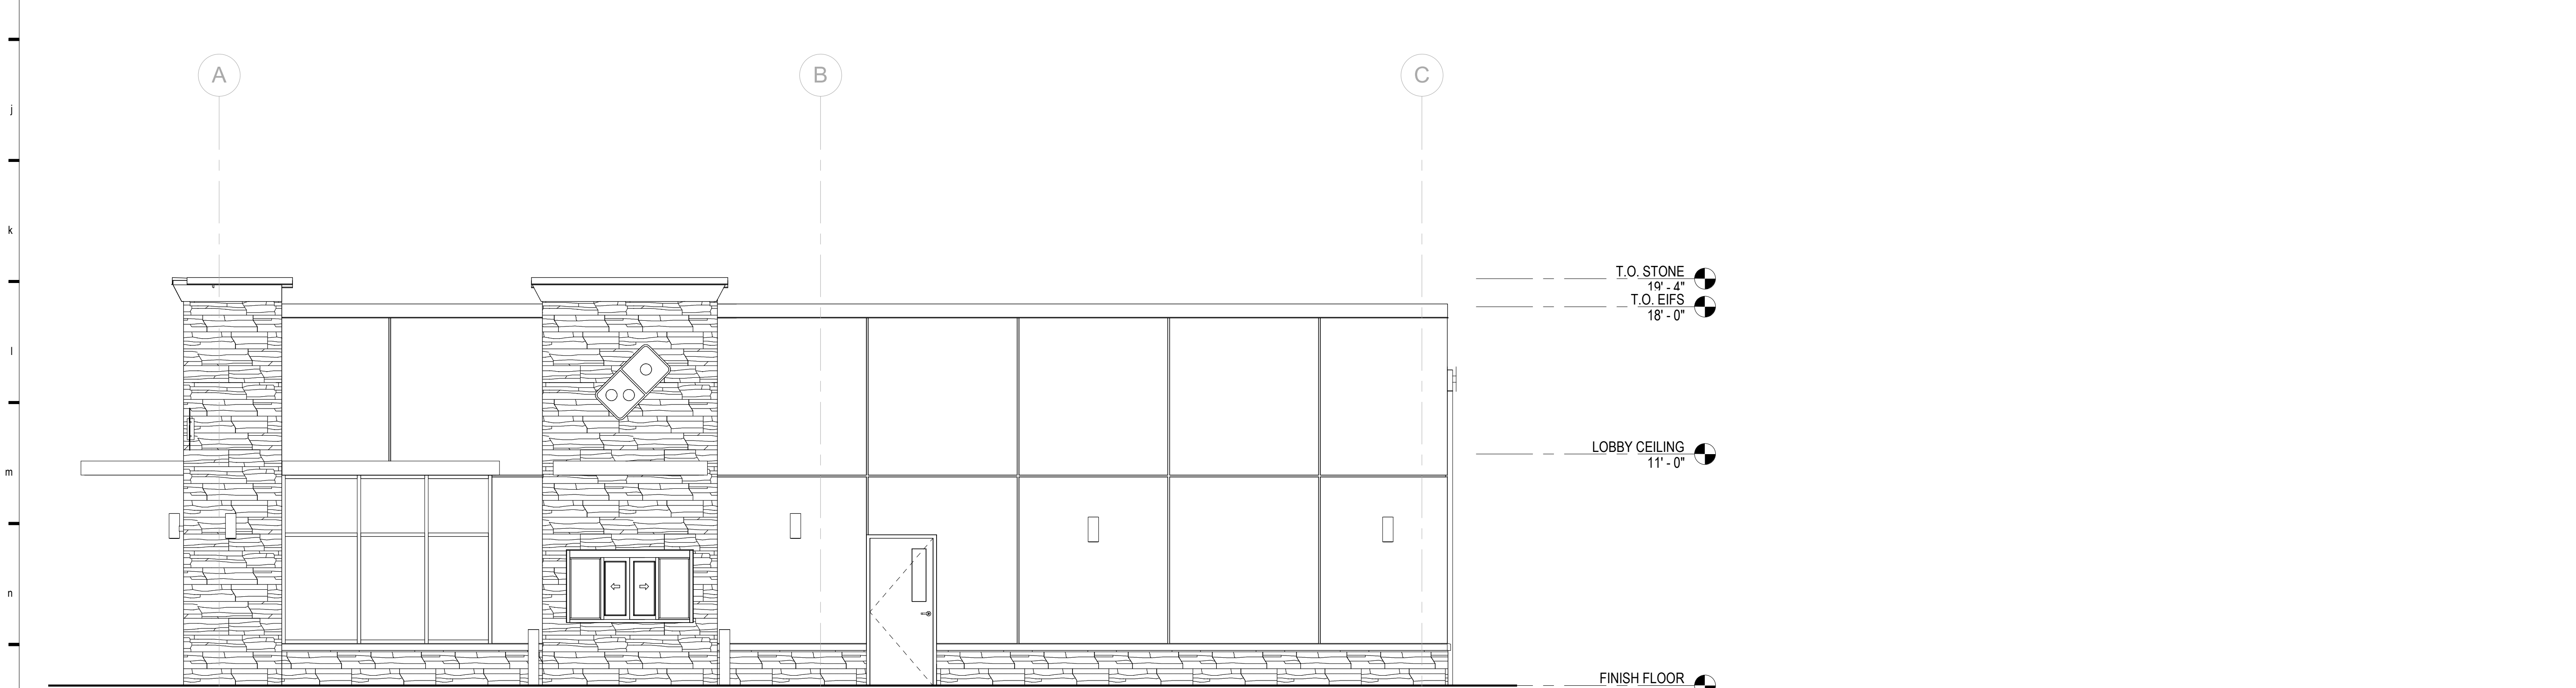 A
B
C
j
k
l
m
n
T.O. STONE
19' - 4"
T.O. EIFS
18' - 0"
LOBBY CEILING
11' - 0"
FINISH FLOOR